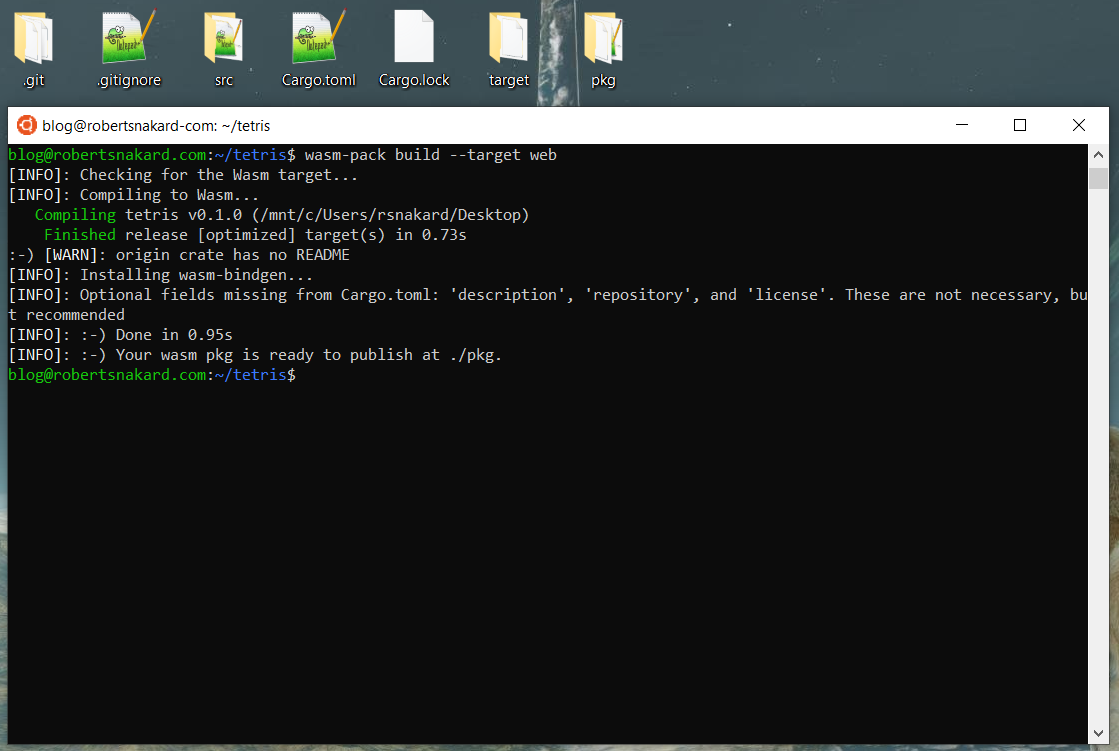 .git
.gitignore
src
Cargo.toml
Cargo.lock
target
pkg
blog@robertsnakard-com: ~/tetris
blog@robertsnakard.com:~/tetris$ wasm-pack build --target web
[INFO]: Checking for the Wasm target...
[INFO]: Compiling to Wasm...
   Compiling tetris v0.1.0 (/mnt/c/Users/rsnakard/Desktop)
    Finished release [optimized] target(s) in 0.73s
:-) [WARN]: origin crate has no README
[INFO]: Installing wasm-bindgen...
[INFO]: Optional fields missing from Cargo.toml: 'description', 'repository', and 'license'. These are not necessary, bu
t recommended
[INFO]: :-) Done in 0.95s
[INFO]: :-) Your wasm pkg is ready to publish at ./pkg.
blog@robertsnakard.com:~/tetris$